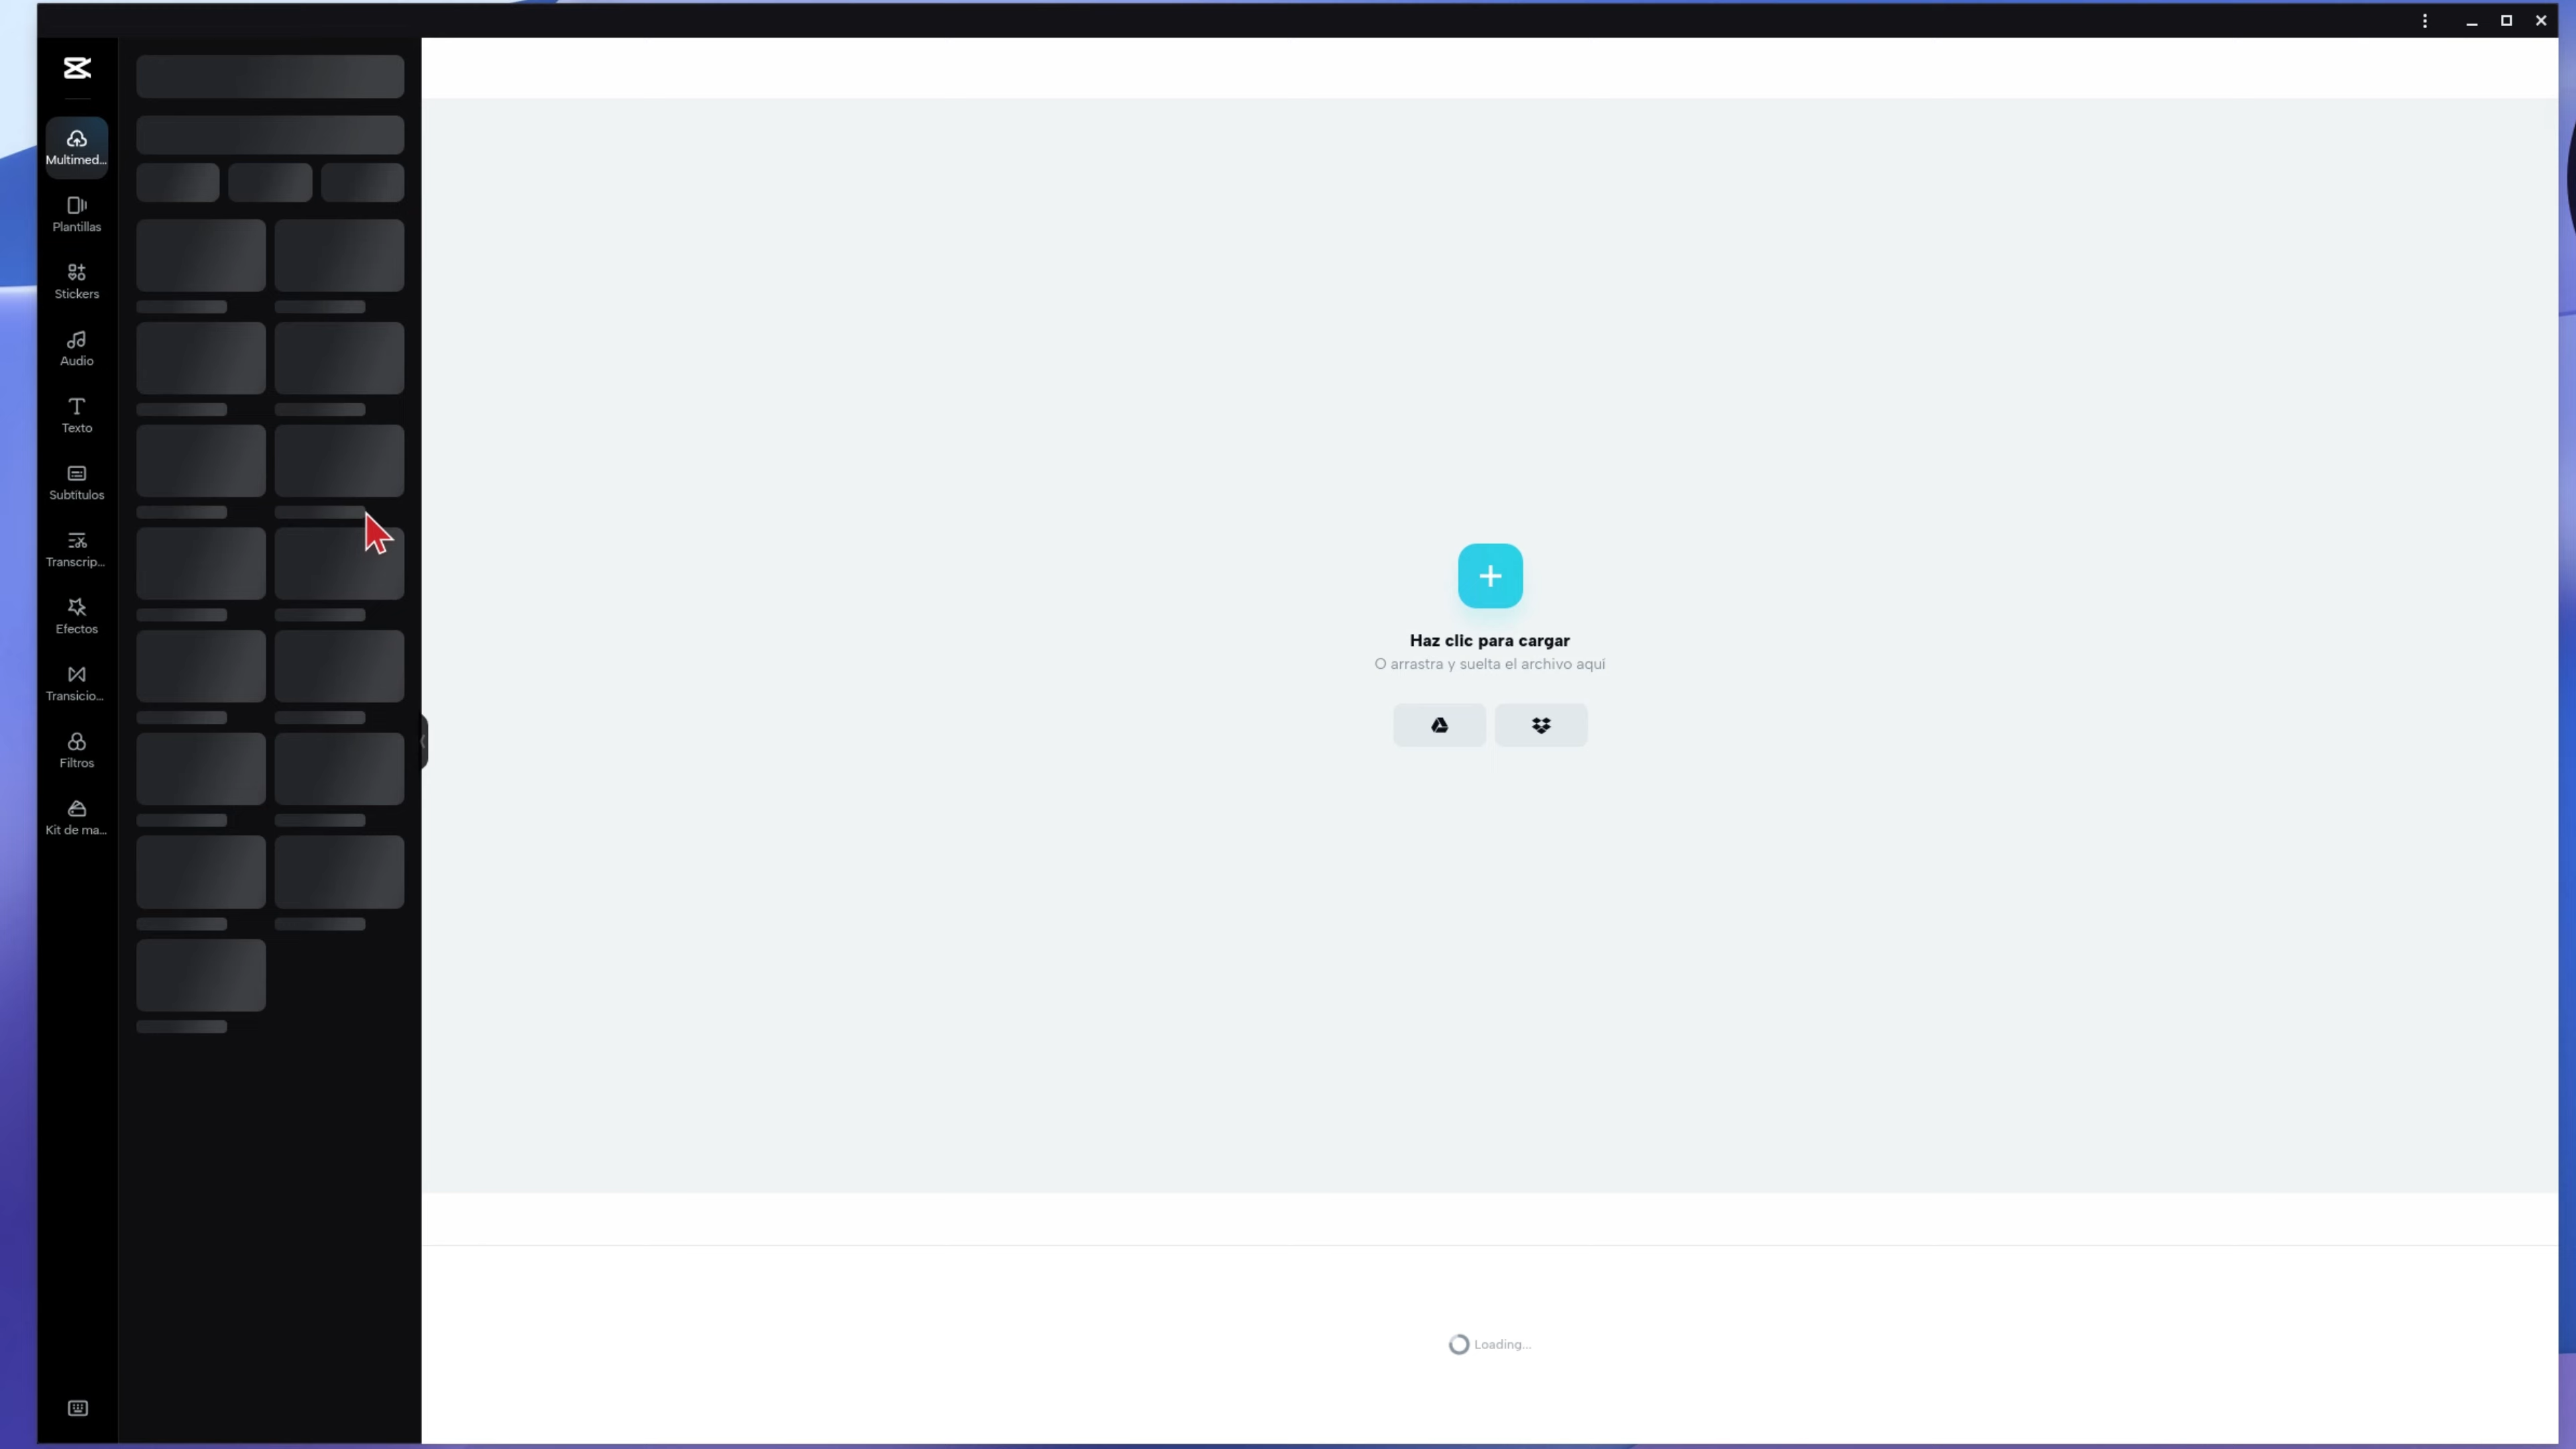 Multimed...
Plantillas
Stickers
Audio
Texto
Subtítulos
Transcrip...
Efectos
Transicio...
Filtros
Kit de ma...
Haz clic para cargar
O arrastra y suelta el archivo aquí
Loading...